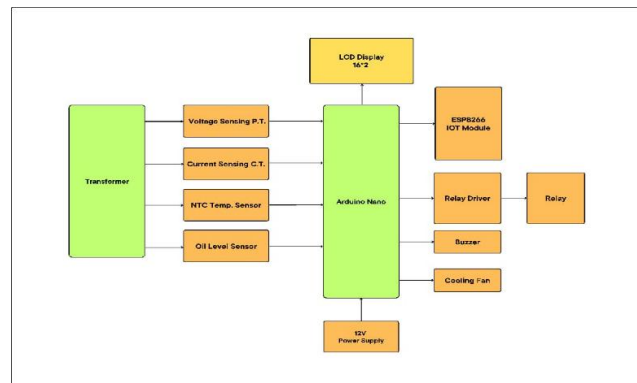 LCD Display
16*2
Transformer
Voltage Sensing P.T.
Current Sensing C.T.
NTC Temp. Sensor
Oil Level Sensor
Arduino Nano
ESP8266
IOT Module
Relay Driver
Relay
Buzzer
Cooling Fan
12V
Power Supply